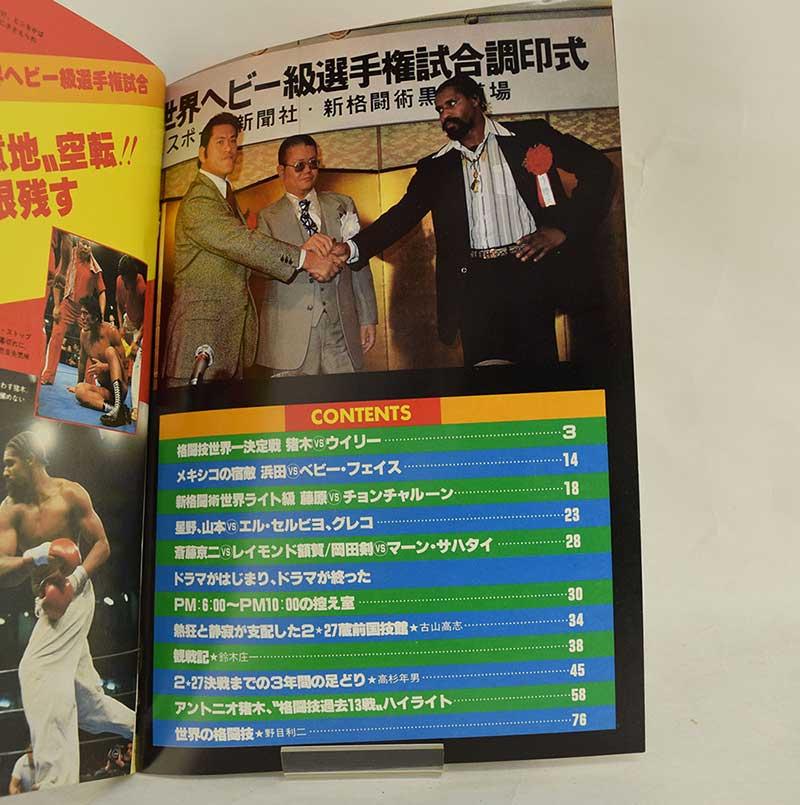 界ヘビー級選手権試合
地〟空転!!
残す
・ストップ
世界ヘビー級選手権試合調印式
新聞社・新格闘術黒
場
CONTENTS
格闘技世界一決定戦 猪木VSウイリー 3
メキシコの宿敵 浜田VSベビー・フェイス 14
新格闘術世界ライト級 藤原VSチョンチャルーン 18
星野、山本VSエル・セルビヨ、グレコ 23
斎藤京二VSレイモンド額賀/岡田剣VSマーン・サハタイ 28
ドラマがはじまり、ドラマが終った
PM:6:00〜PM10:00の控え室 30
熱狂と静寂が支配した2★27蔵前国技館★古山高志 34
観戦記★鈴木庄一 38
2★27決戦までの3年間の足どり★高杉年男 45
アントニオ猪木、〝格闘技過去13戦〟ハイライト 58
世界の格闘技★野目利二 76